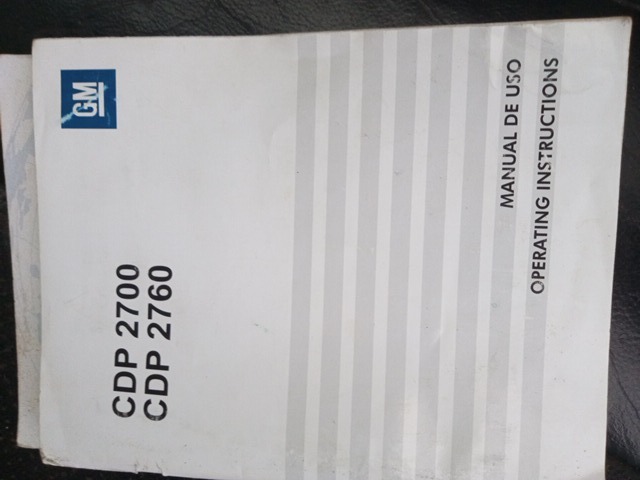 GM
CDP 2700
CDP 2760
MANUAL DE USO
OPERATING INSTRUCTIONS